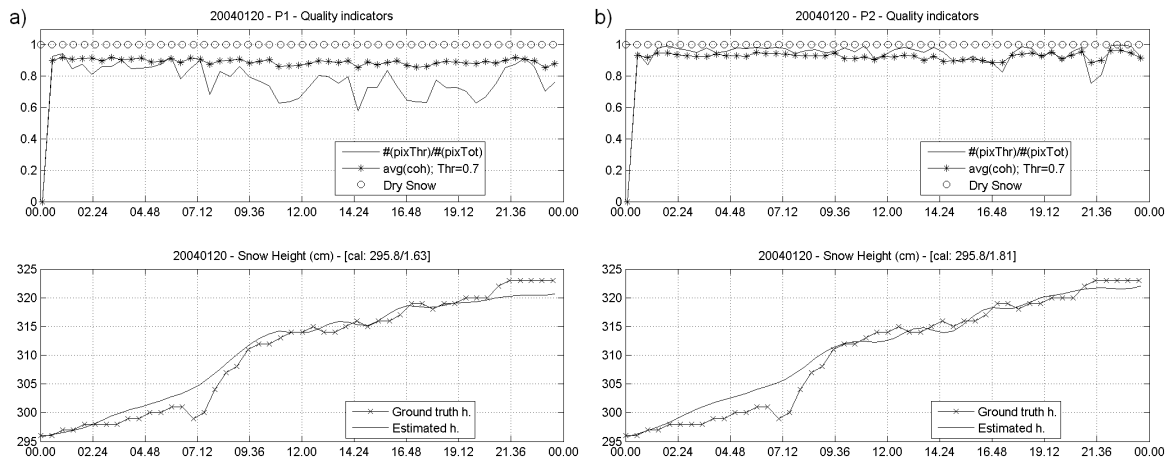 a)
20040120 - P1 - Quality indicators
1
0.8
0.6
0.4
0.2
0
#(pixThr)/#(pixTot)
avg(coh); Thr=0.7
Dry Snow
00.00 02.24 04.48 07.12 09.36 12.00 14.24 16.48 19.12 21.36 00.00
20040120 - Snow Height (cm) - [cal: 295.8/1.63]
325
320
315
310
305
300
295
Ground truth h.
Estimated h.
00.00 02.24 04.48 07.12 09.36 12.00 14.24 16.48 19.12 21.36 00.00
b)
20040120 - P2 - Quality indicators
1
0.8
0.6
0.4
0.2
0
#(pixThr)/#(pixTot)
avg(coh); Thr=0.7
Dry Snow
00.00 02.24 04.48 07.12 09.36 12.00 14.24 16.48 19.12 21.36 00.00
20040120 - Snow Height (cm) - [cal: 295.8/1.81]
325
320
315
310
305
300
295
Ground truth h.
Estimated h.
00.00 02.24 04.48 07.12 09.36 12.00 14.24 16.48 19.12 21.36 00.00